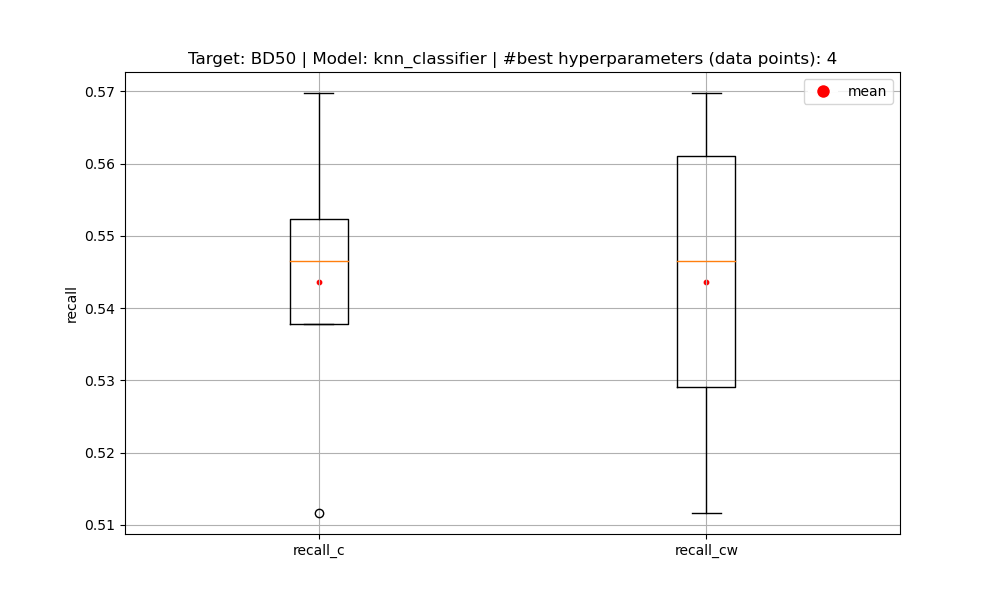 Target: BD50 | Model: knn_classifier | #best hyperparameters (data points): 4
mean
0.57
0.56
0.55
0.54
0.53
0.52
0.51
recall
recall_c
recall_cw